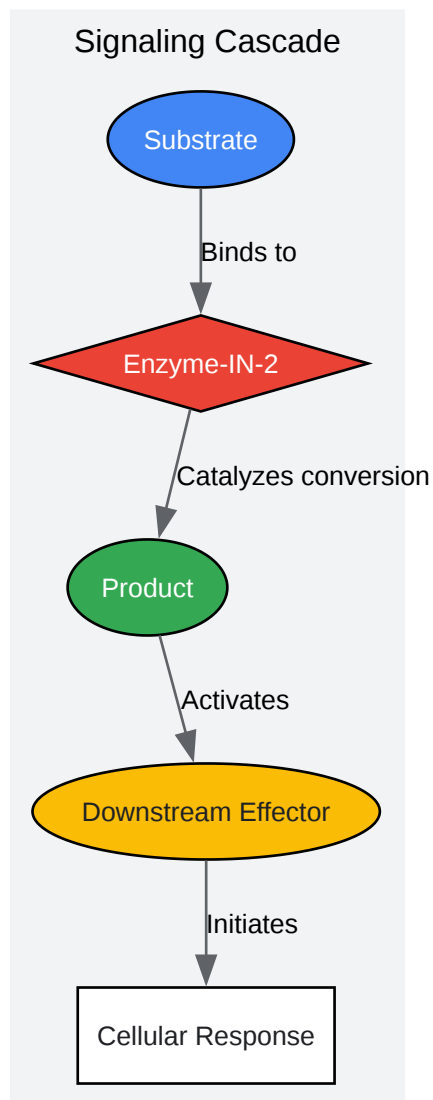 Signaling Cascade
Substrate
Binds to
Enzyme-IN-2
Catalyzes conversion
Product
Activates
Downstream Effector
Initiates
Cellular Response